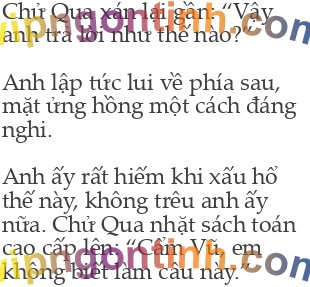 Chử Qua xán lại gần: “Vậy
anh trả lời như thế nào?”
Anh lập tức lui về phía sau,
mặt ửng hồng một cách đáng
nghi.
Anh ấy rất hiếm khi xấu hổ
thế này, không trêu anh ấy
nữa. Chử Qua nhặt sách toán
cao cấp lên: “Cẩm Vũ, em
không biết làm câu này.”